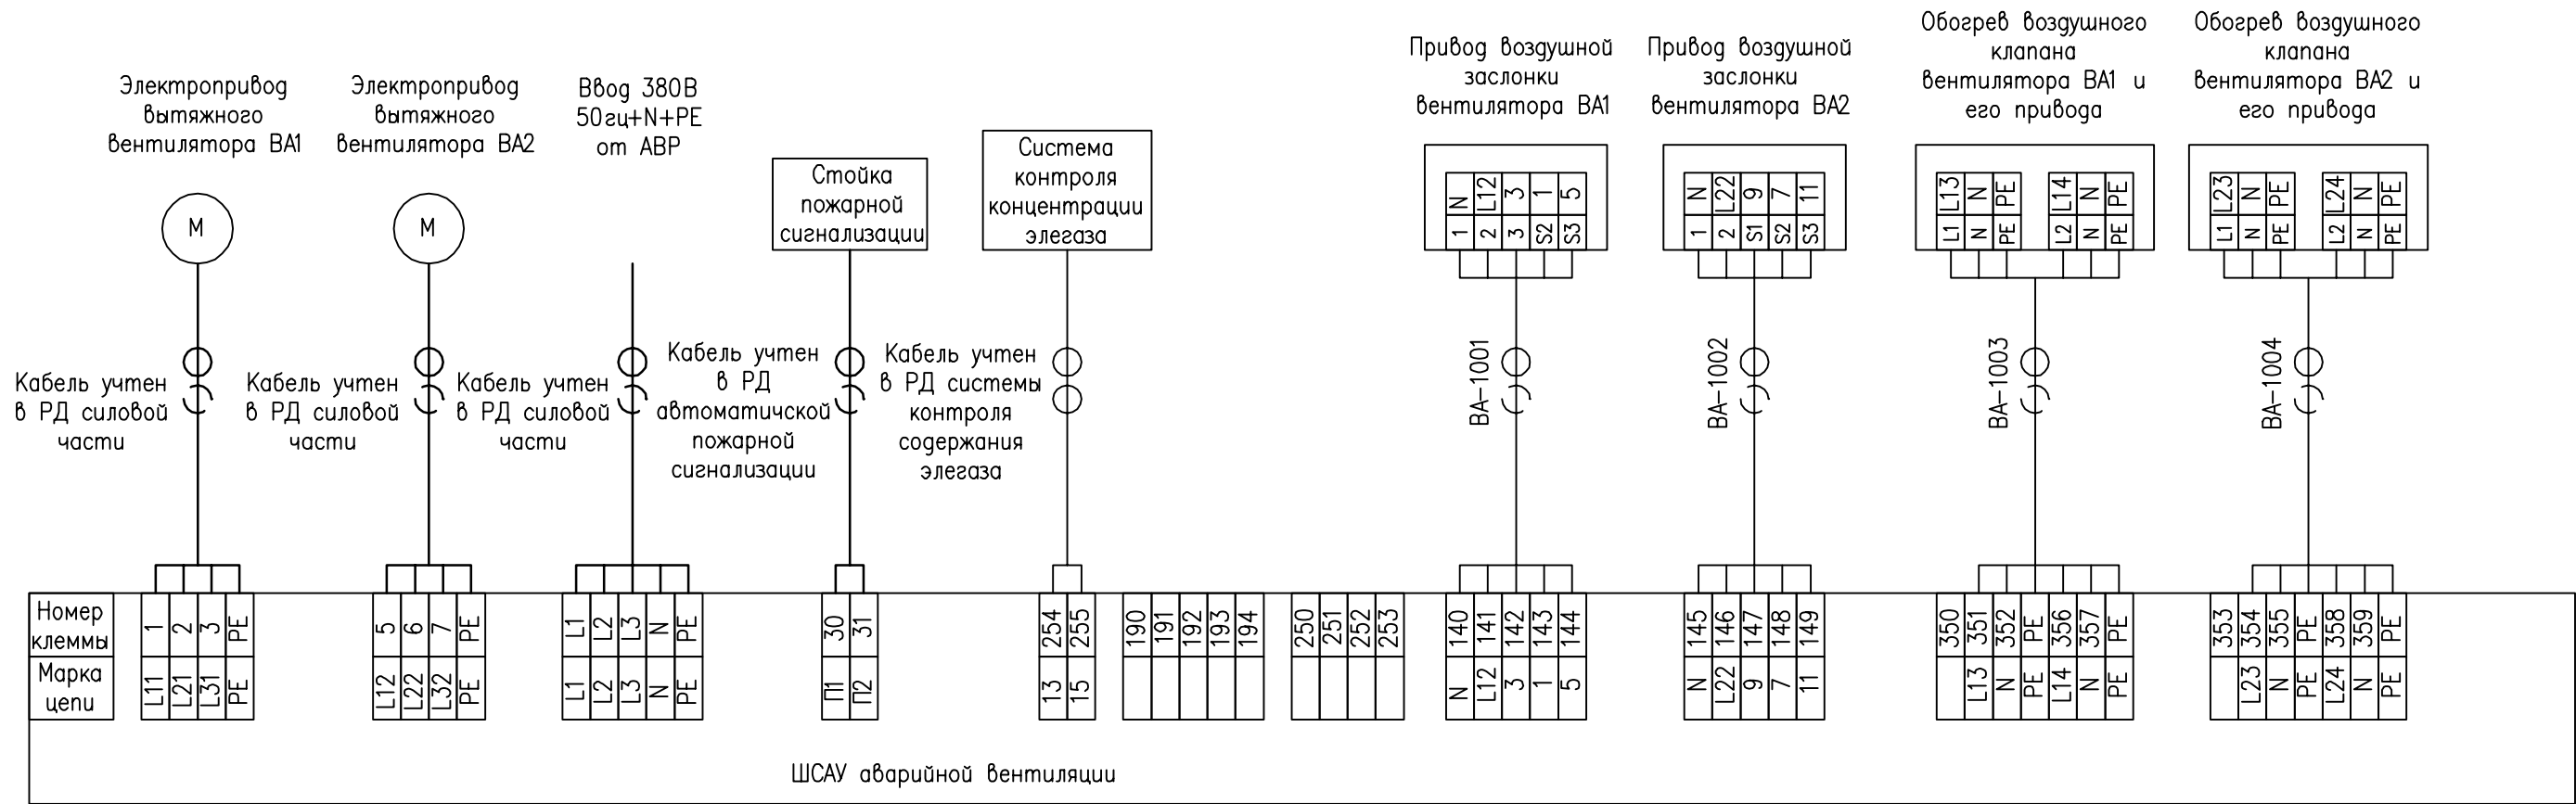 Электропривод
вытяжного
вентилятора ВА1
Электропривод
вытяжного
вентилятора ВА2
Ввод 380В
50гц+N+PE
от АВР
Стойка
пожарной
сигнализации
Система
контроля
концентрации
элегаза
Привод воздушной
заслонки
вентилятора ВА1
Привод воздушной
заслонки
вентилятора ВА2
Обогрев воздушного
клапана
вентилятора ВА1 и
его привода
Обогрев воздушного
клапана
вентилятора ВА2 и
его привода
М
М
N L12 3 1 5
1 2 3 S2 S3
N L22 9 7 11
1 2 S1 S2 S3
L13 N PE L14 N PE
L1 N PE L2 N PE
L23 N PE L24 N PE
L1 N PE L2 N PE
Кабель учтен
в РД силовой
части
Кабель учтен
в РД силовой
части
Кабель учтен
в РД силовой
части
Кабель учтен
в РД
автоматичской
пожарной
сигнализации
Кабель учтен
в РД системы
контроля
содержания
элегаза
ВА-1001
ВА-1002
ВА-1003
ВА-1004
Номер
клеммы
1 2 3 PE
5 6 7 PE
L1 L2 L3 N PE
30 31
254 255
190 191 192 193 194
250 251 252 253
140 141 142 143 144
145 146 147 148 149
350 351 352 PE 356 357 PE
353 354 355 PE 358 359 PE
Марка
цепи
L11 L21 L31 PE
L12 L22 L32 PE
L1 L2 L3 N PE
П1 П2
13 15
N L12 3 1 5
N L22 9 7 11
L13 N PE L14 N PE
L23 N PE L24 N PE
ШСАУ аварийной вентиляции